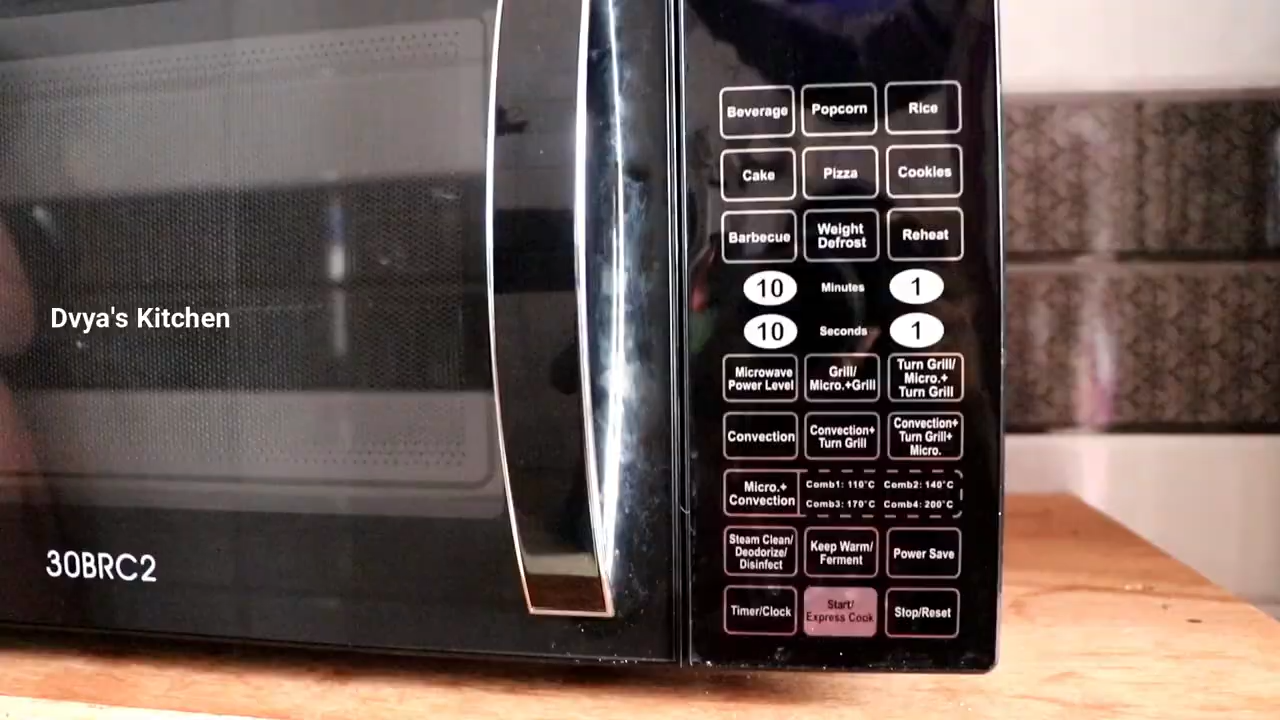 Beverage
Popcorn
Rice
Cake
Pizza
Cookies
Barbecue
Weight
Defrost
Reheat
10 Minutes 1
10 Seconds 1
Microwave
Power Level
Grill/
Micro.+Grill
Turn Grill/
Micro.+
Turn Grill
Convection
Convection+
Turn Grill
Convection+
Turn Grill+
Micro.
Micro.+
Convection
Comb1: 110°C Comb2: 140°C
Comb3: 170°C Comb4: 200°C
Steam Clean/
Deodorize/
Disinfect
Keep Warm/
Ferment
Power Save
Timer/Clock
Start/
Express Cook
Stop/Reset
Dvya's Kitchen
30BRC2